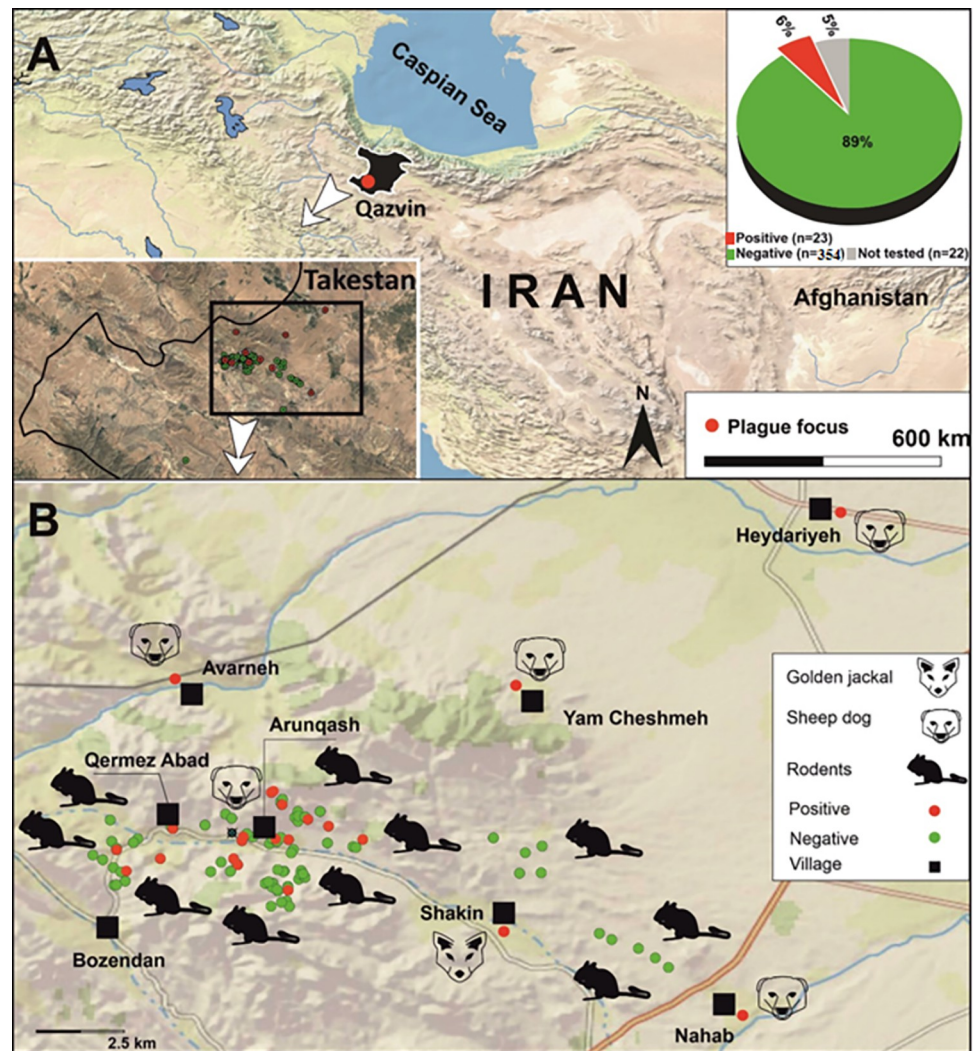 A
Caspian Sea
6%
5%
89%
Positive (n=23)
Negative (n=354) Not tested (n=22)
Qazvin
Takestan
IRAN
Afghanistan
N
Plague focus
600 km
B
Heydariyeh
Avarneh
Yam Cheshmeh
Arunqash
Qermez Abad
Golden jackal
Sheep dog
Rodents
Positive
Negative
Village
Shakin
Bozendan
Nahab
2.5 km